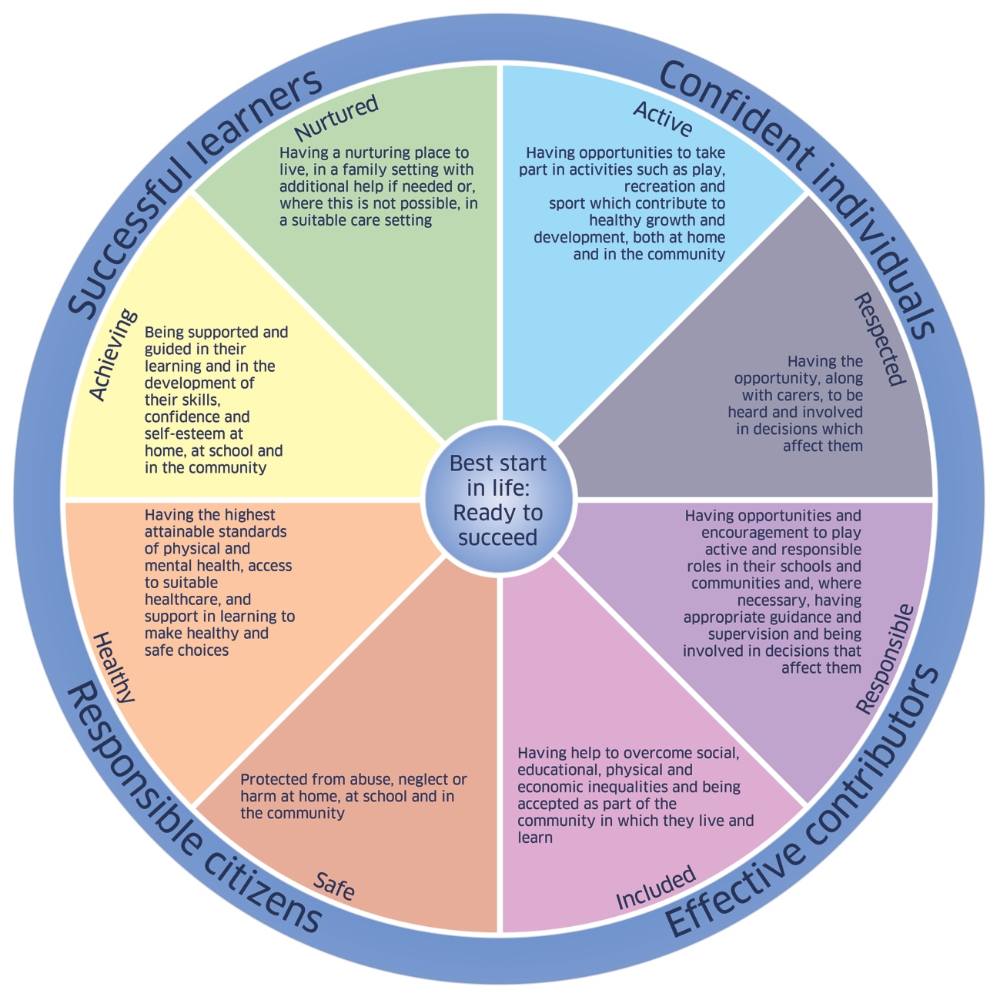 Successful learners
Confident individuals
Nurtured
Having a nurturing place to
live, in a family setting with
additional help if needed or,
where this is not possible, in
a suitable care setting
Active
Having opportunities to take
part in activities such as play,
recreation and
sport which contribute to
healthy growth and
development, both at home
and in the community
Achieving
Being supported and
guided in their
learning and in the
development of
their skills,
confidence and
self-esteem at
home, at school and
in the community
Respected
Having the
opportunity, along
with carers, to be
heard and involved
in decisions which
affect them
Best start
in life:
Ready to
succeed
Healthy
Having the highest
attainable standards
of physical and
mental health, access
to suitable
healthcare, and
support in learning to
make healthy and
safe choices
Responsible
Having opportunities and
encouragement to play
active and responsible
roles in their schools and
communities and, where
necessary, having
appropriate guidance and
supervision and being
involved in decisions that
affect them
Protected from abuse, neglect or
harm at home, at school and in
the community
Safe
Having help to overcome social,
educational, physical and
economic inequalities and being
accepted as part of the
community in which they live and
learn
Included
Responsible citizens
Effective contributors